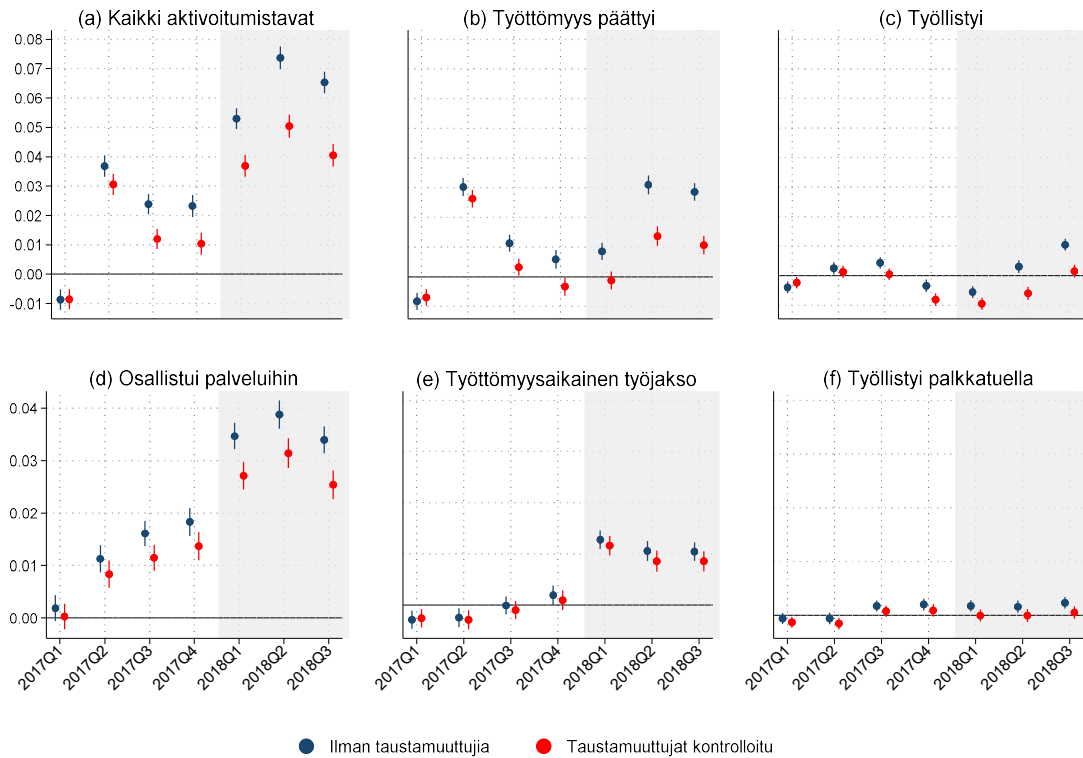 (a) Kaikki aktivoitumistavat
(b) Työttömyys päättyi
(c) Työllistyi
0.08
0.07
0.06
0.05
0.04
0.03
0.02
0.01
0.00
-0.01
(d) Osallistui palveluihin
(e) Työttömyysaikainen työjakso
(f) Työllistyi palkkatuella
0.04
0.03
0.02
0.01
0.00
2017Q1
2017Q2
2017Q3
2017Q4
2018Q1
2018Q2
2018Q3
2017Q1
2017Q2
2017Q3
2017Q4
2018Q1
2018Q2
2018Q3
2017Q1
2017Q2
2017Q3
2017Q4
2018Q1
2018Q2
2018Q3
Ilman taustamuuttujia
Taustamuuttujat kontrolloitu